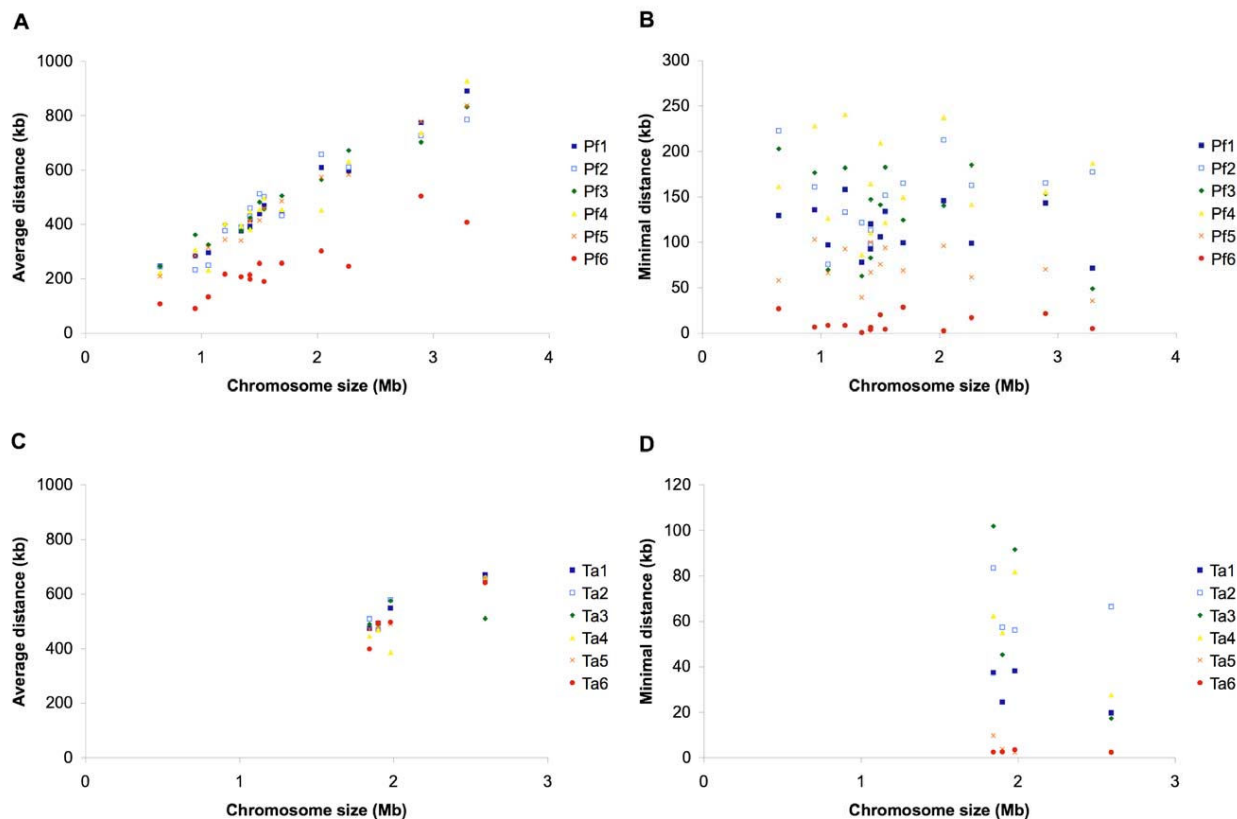 A
Average distance (kb)
1000
800
600
400
200
0
0 1 2 3 4
Chromosome size (Mb)
Pf1
Pf2
Pf3
Pf4
Pf5
Pf6
B
Minimal distance (kb)
300
250
200
150
100
50
0
0 1 2 3 4
Chromosome size (Mb)
Pf1
Pf2
Pf3
Pf4
Pf5
Pf6
C
Average distance (kb)
1000
800
600
400
200
0
0 1 2 3
Chromosome size (Mb)
Ta1
Ta2
Ta3
Ta4
Ta5
Ta6
D
Minimal distance (kb)
120
100
80
60
40
20
0
0 1 2 3
Chromosome size (Mb)
Ta1
Ta2
Ta3
Ta4
Ta5
Ta6